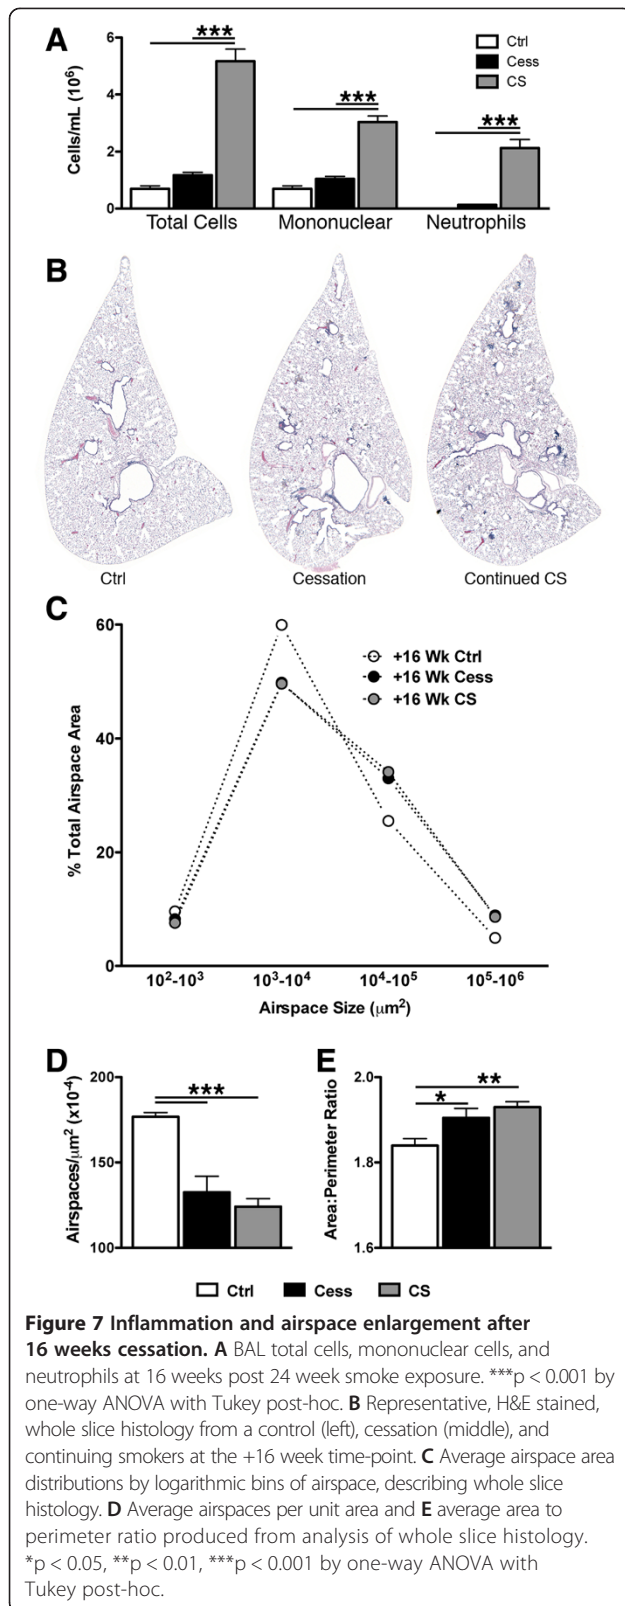 A
Cells/mL (10⁶)
6
4
2
0
***
***
***
Ctrl
Cess
CS
Total Cells
Mononuclear
Neutrophils
B
Ctrl
Cessation
Continued CS
C
% Total Airspace Area
60
40
20
0
+16 Wk Ctrl
+16 Wk Cess
+16 Wk CS
10²-10³
10³-10⁴
10⁴-10⁵
10⁵-10⁶
Airspace Size (μm²)
D
Airspaces/μm² (x10⁻⁴)
200
150
100
***
E
Area:Perimeter Ratio
2.0
1.8
1.6
*
**
Ctrl
Cess
CS
Figure 7 Inflammation and airspace enlargement after
16 weeks cessation. A BAL total cells, mononuclear cells, and
neutrophils at 16 weeks post 24 week smoke exposure. ***p < 0.001 by
one-way ANOVA with Tukey post-hoc. B Representative, H&E stained,
whole slice histology from a control (left), cessation (middle), and
continuing smokers at the +16 week time-point. C Average airspace area
distributions by logarithmic bins of airspace, describing whole slice
histology. D Average airspaces per unit area and E average area to
perimeter ratio produced from analysis of whole slice histology.
*p < 0.05, **p < 0.01, ***p < 0.001 by one-way ANOVA with
Tukey post-hoc.